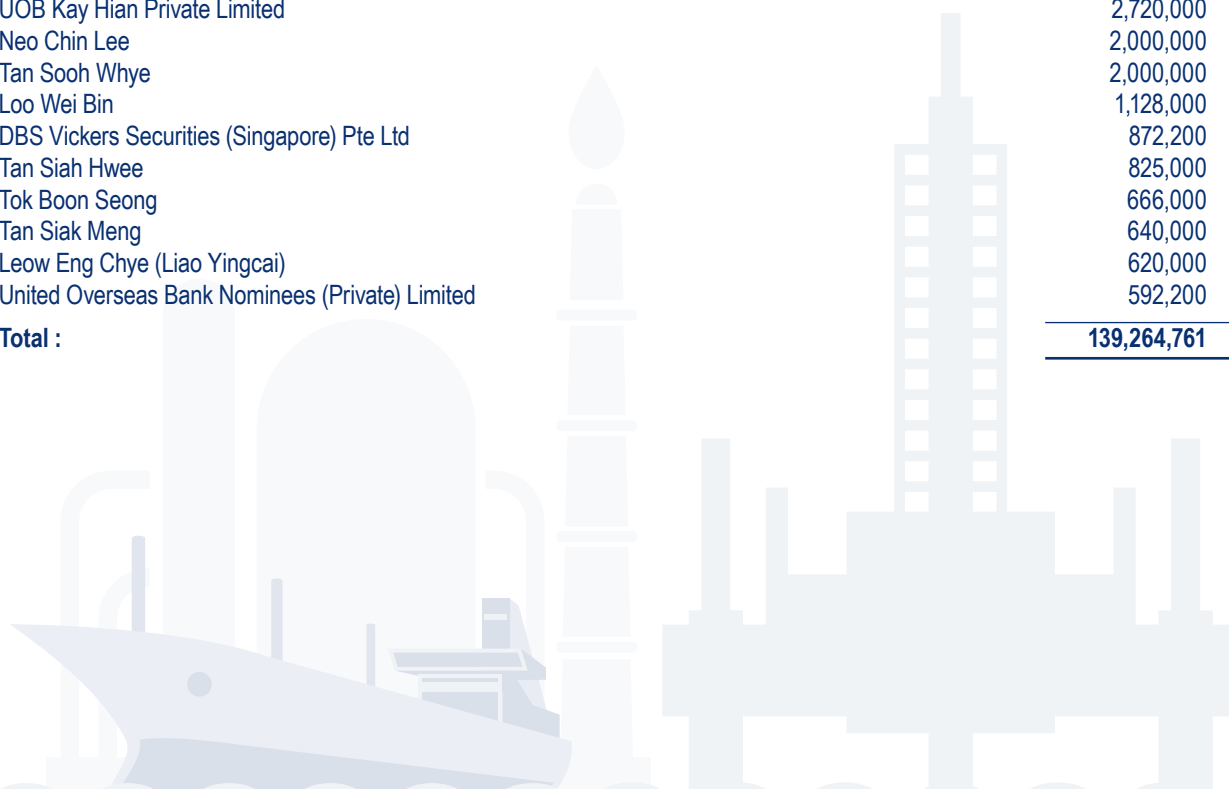 UOB Kay Hian Private Limited 2,720,000
Neo Chin Lee 2,000,000
Tan Sooh Whye 2,000,000
Loo Wei Bin 1,128,000
DBS Vickers Securities (Singapore) Pte Ltd 872,200
Tan Siah Hwee 825,000
Tok Boon Seong 666,000
Tan Siak Meng 640,000
Leow Eng Chye (Liao Yingcai) 620,000
United Overseas Bank Nominees (Private) Limited 592,200
Total : 139,264,761